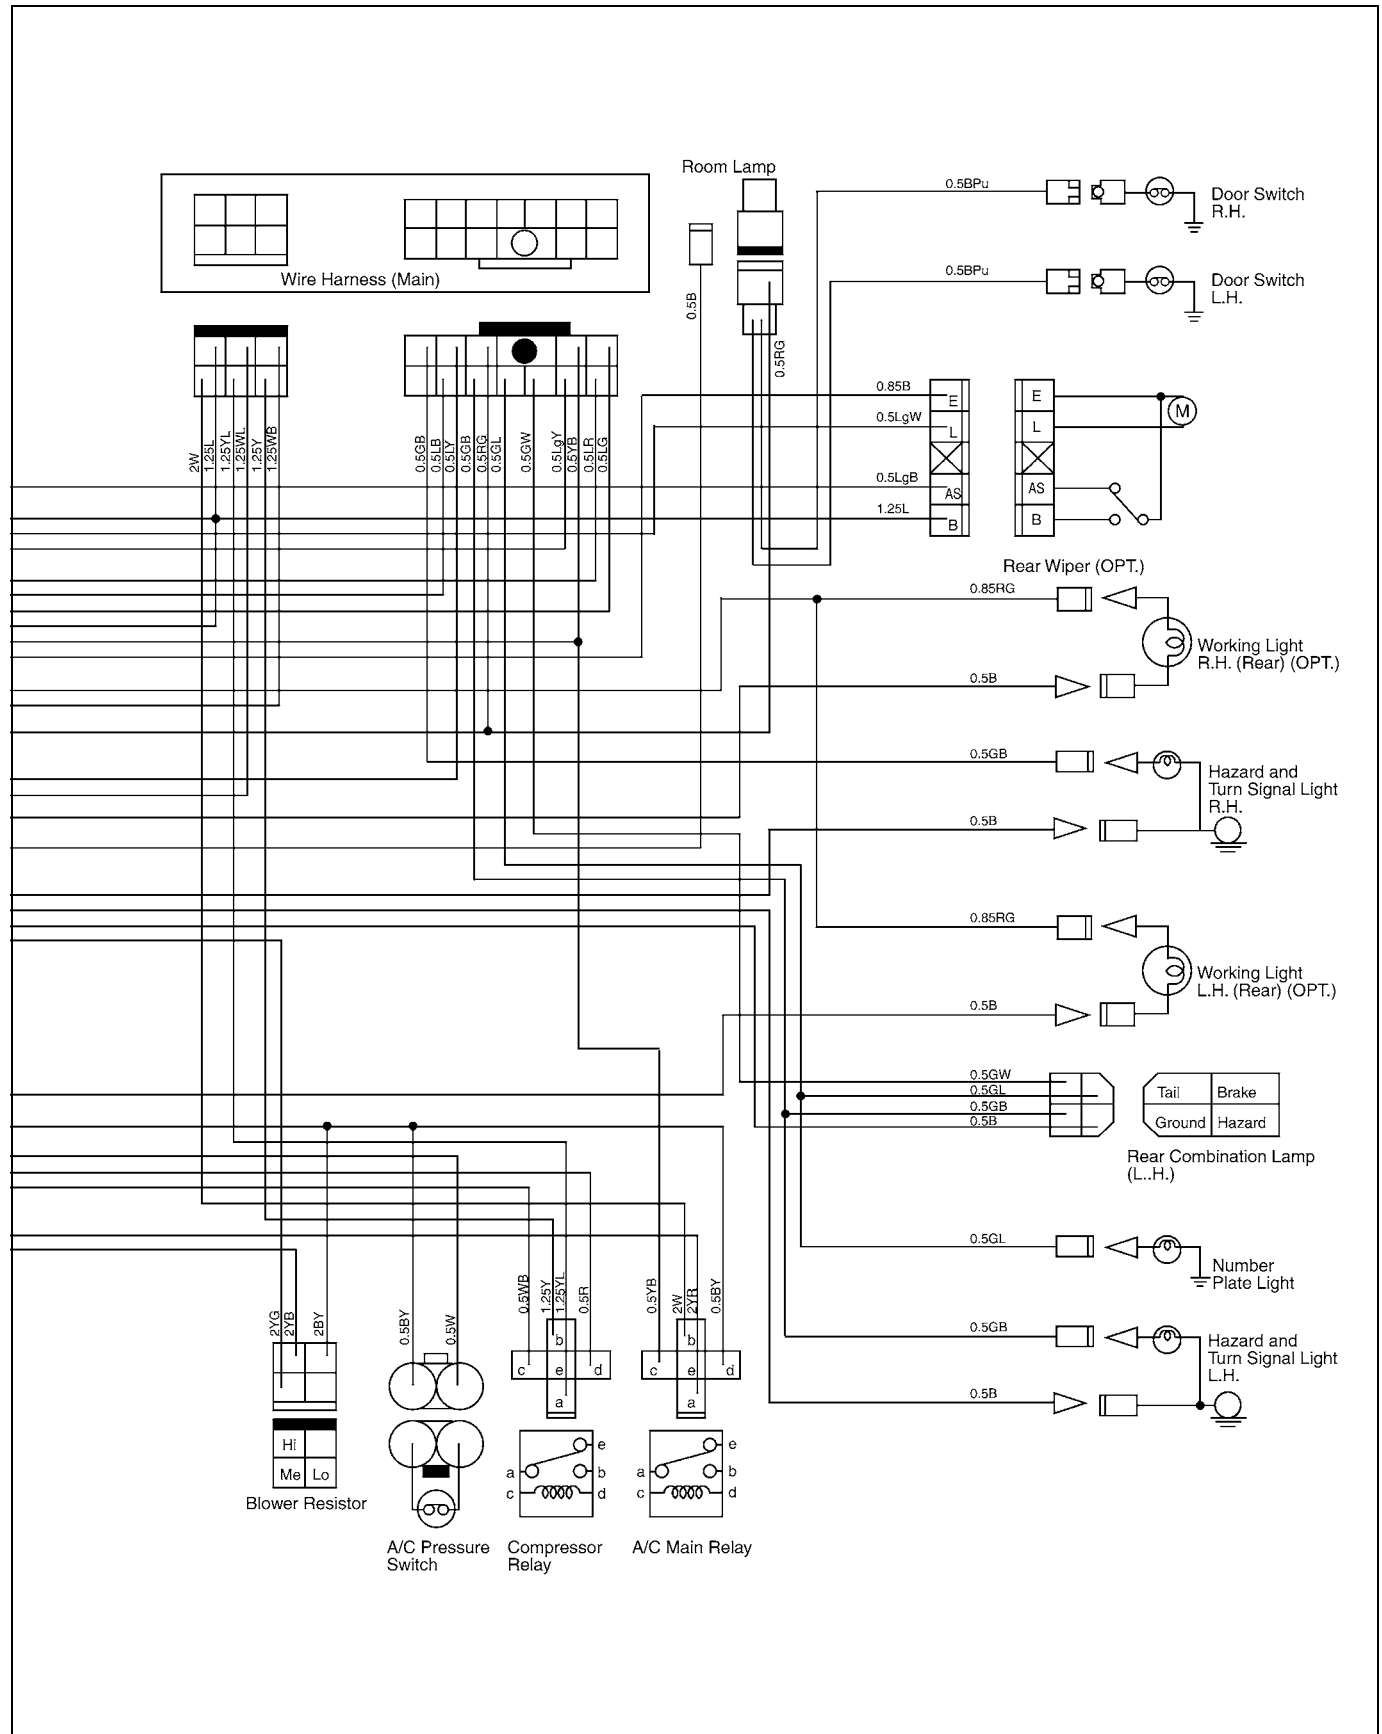 Room Lamp
0.5BPu
Door Switch
R.H.
Wire Harness (Main)
0.5B
0.5BPu
Door Switch
L.H.
0.5RG
0.85B
E
E
M
0.5LgW
L
L
2W
1.25L
1.25YL
1.25WL
1.25Y
1.25WB
0.5GB
0.5LB
0.5LY
0.5GB
0.5RG
0.5GL
0.5GW
0.5LgY
0.5YB
0.5LR
0.5LG
0.5LgB
AS
AS
1.25L
B
B
Rear Wiper (OPT.)
0.85RG
Working Light
R.H. (Rear) (OPT.)
0.5B
0.5GB
Hazard and
Turn Signal Light
R.H.
0.5B
0.85RG
Working Light
L.H. (Rear) (OPT.)
0.5B
0.5GW
0.5GL
0.5GB
0.5B
Tail
Brake
Ground
Hazard
Rear Combination Lamp
(L..H.)
0.5GL
Number
Plate Light
0.5GB
Hazard and
Turn Signal Light
L.H.
0.5B
2YG
2YB
2BY
0.5BY
0.5W
0.5WB
1.25Y
1.25YL
0.5R
0.5YB
2W
2YR
0.5BY
b
c
e
d
a
b
c
e
d
a
Hi
Me
Lo
Blower Resistor
e
a
b
c
d
e
a
b
c
d
A/C Pressure
Switch
Compressor
Relay
A/C Main Relay